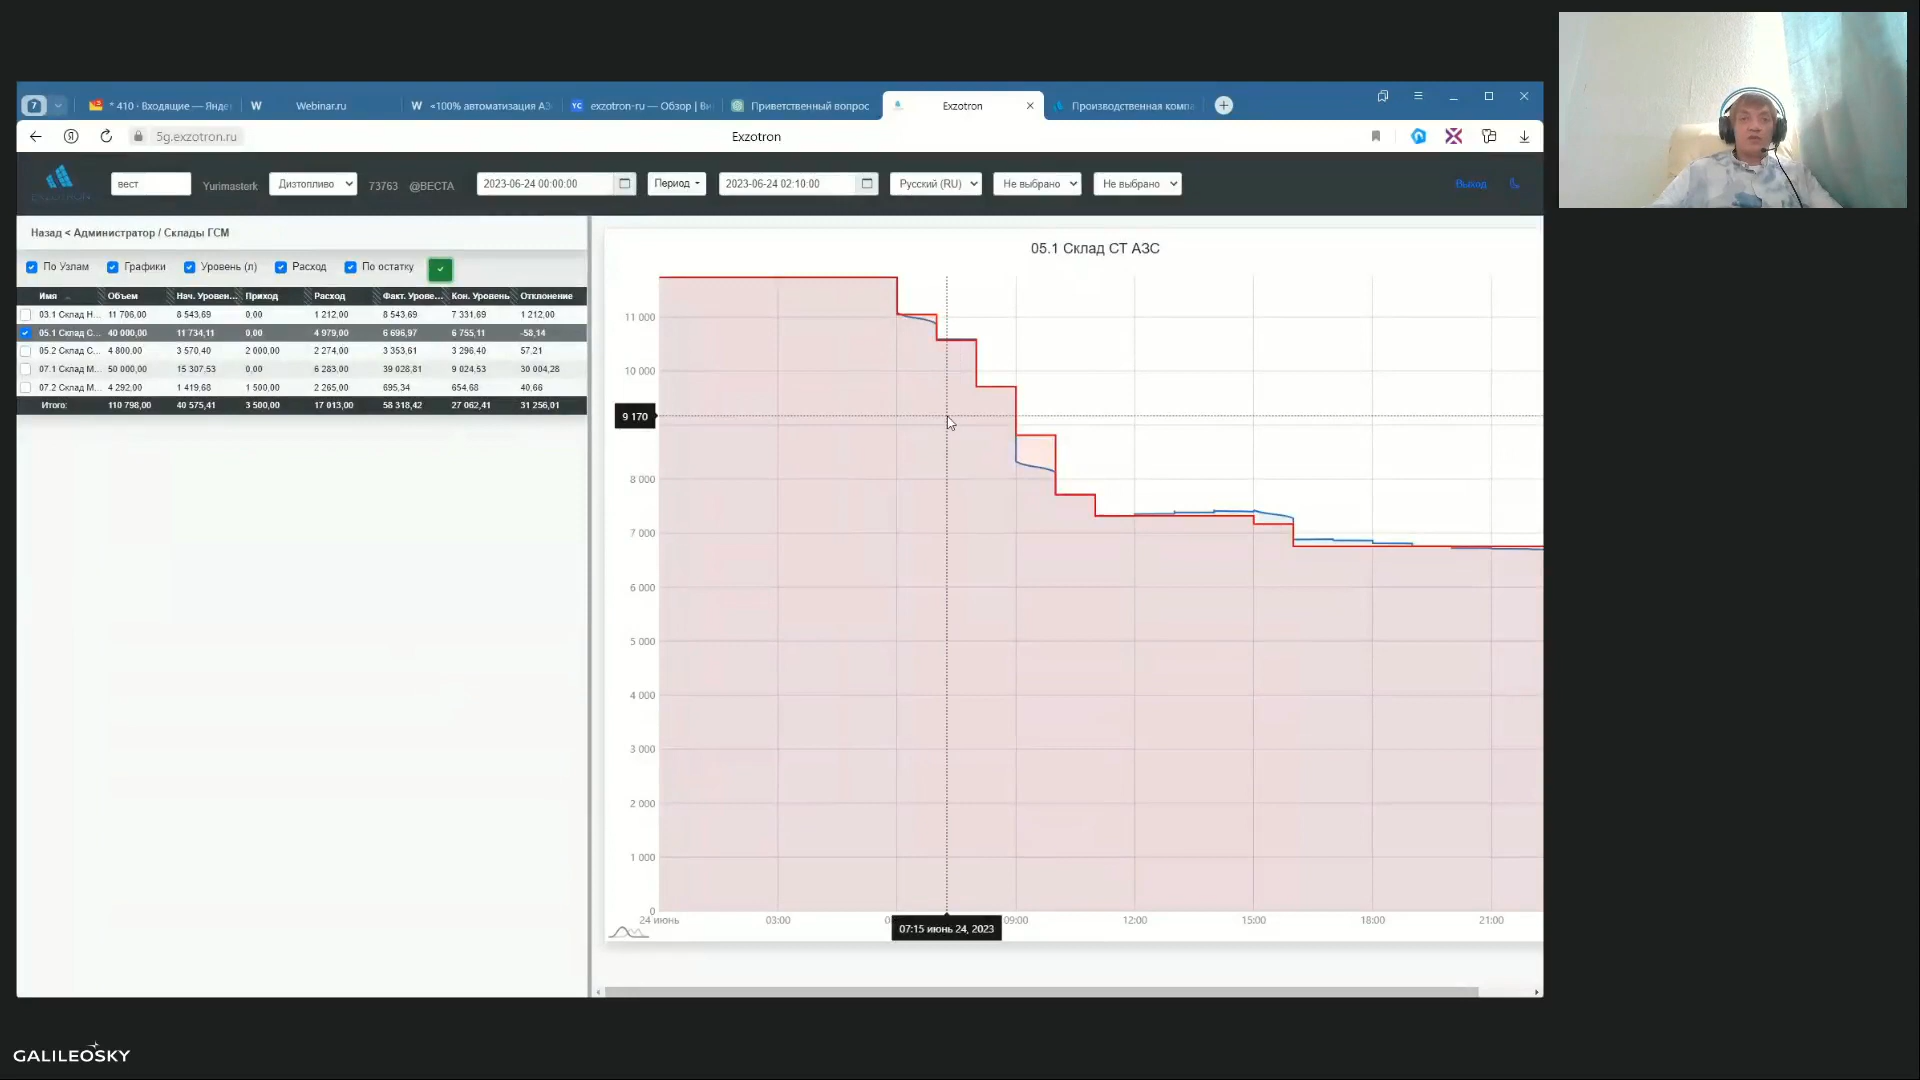 7
* 410 · Входящие — Янде
Webinar.ru
<100% автоматизация АЗ
exzotron-ru — Обзор | Ви
Приветственный вопрос
Exzotron
Производственная комп
5g.exzotron.ru
Exzotron
вест
Yurimasterk
Дизтопливо
73763
@ВЕСТА
2023-06-24 00:00:00
Период
2023-06-24 02:10:00
Русский (RU)
Не выбрано
Не выбрано
Выход
Назад < Администратор / Склады ГСМ
По Узлам
Графики
Уровень (л)
Расход
По остатку
Имя Объем Нач. Уровен... Приход Расход Факт. Урове... Кон. Уровень Отклонение
03.1 Склад Н... 11 706,00 8 543,69 0,00 1 212,00 8 543,69 7 331,69 1 212,00
05.1 Склад С... 40 000,00 11 734,11 0,00 4 979,00 6 696,97 6 755,11 -58,14
05.2 Склад С... 4 800,00 3 570,40 2 000,00 2 274,00 3 353,61 3 296,40 57,21
07.1 Склад М... 50 000,00 15 307,53 0,00 6 283,00 39 028,81 9 024,53 30 004,28
07.2 Склад М... 4 292,00 1 419,68 1 500,00 2 265,00 695,34 654,68 40,66
Итого: 110 798,00 40 575,41 3 500,00 17 013,00 58 318,42 27 062,41 31 256,01
05.1 Склад СТ АЗС
11 000
10 000
9 170
8 000
7 000
6 000
5 000
4 000
3 000
2 000
1 000
0
24 июнь
03:00
09:00
12:00
15:00
18:00
21:00
07:15 июнь 24, 2023
GALILEOSKY